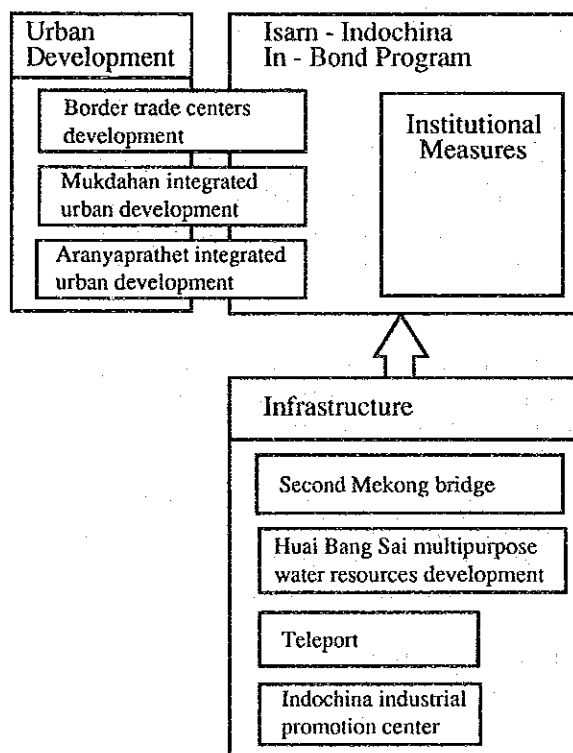 Urban
Development
Isarn - Indochina
In - Bond Program
Border trade centers
development
Mukdahan integrated
urban development
Aranyaprathet integrated
urban development
Institutional
Measures
Infrastructure
Second Mekong bridge
Huai Bang Sai multipurpose
water resources development
Teleport
Indochina industrial
promotion center